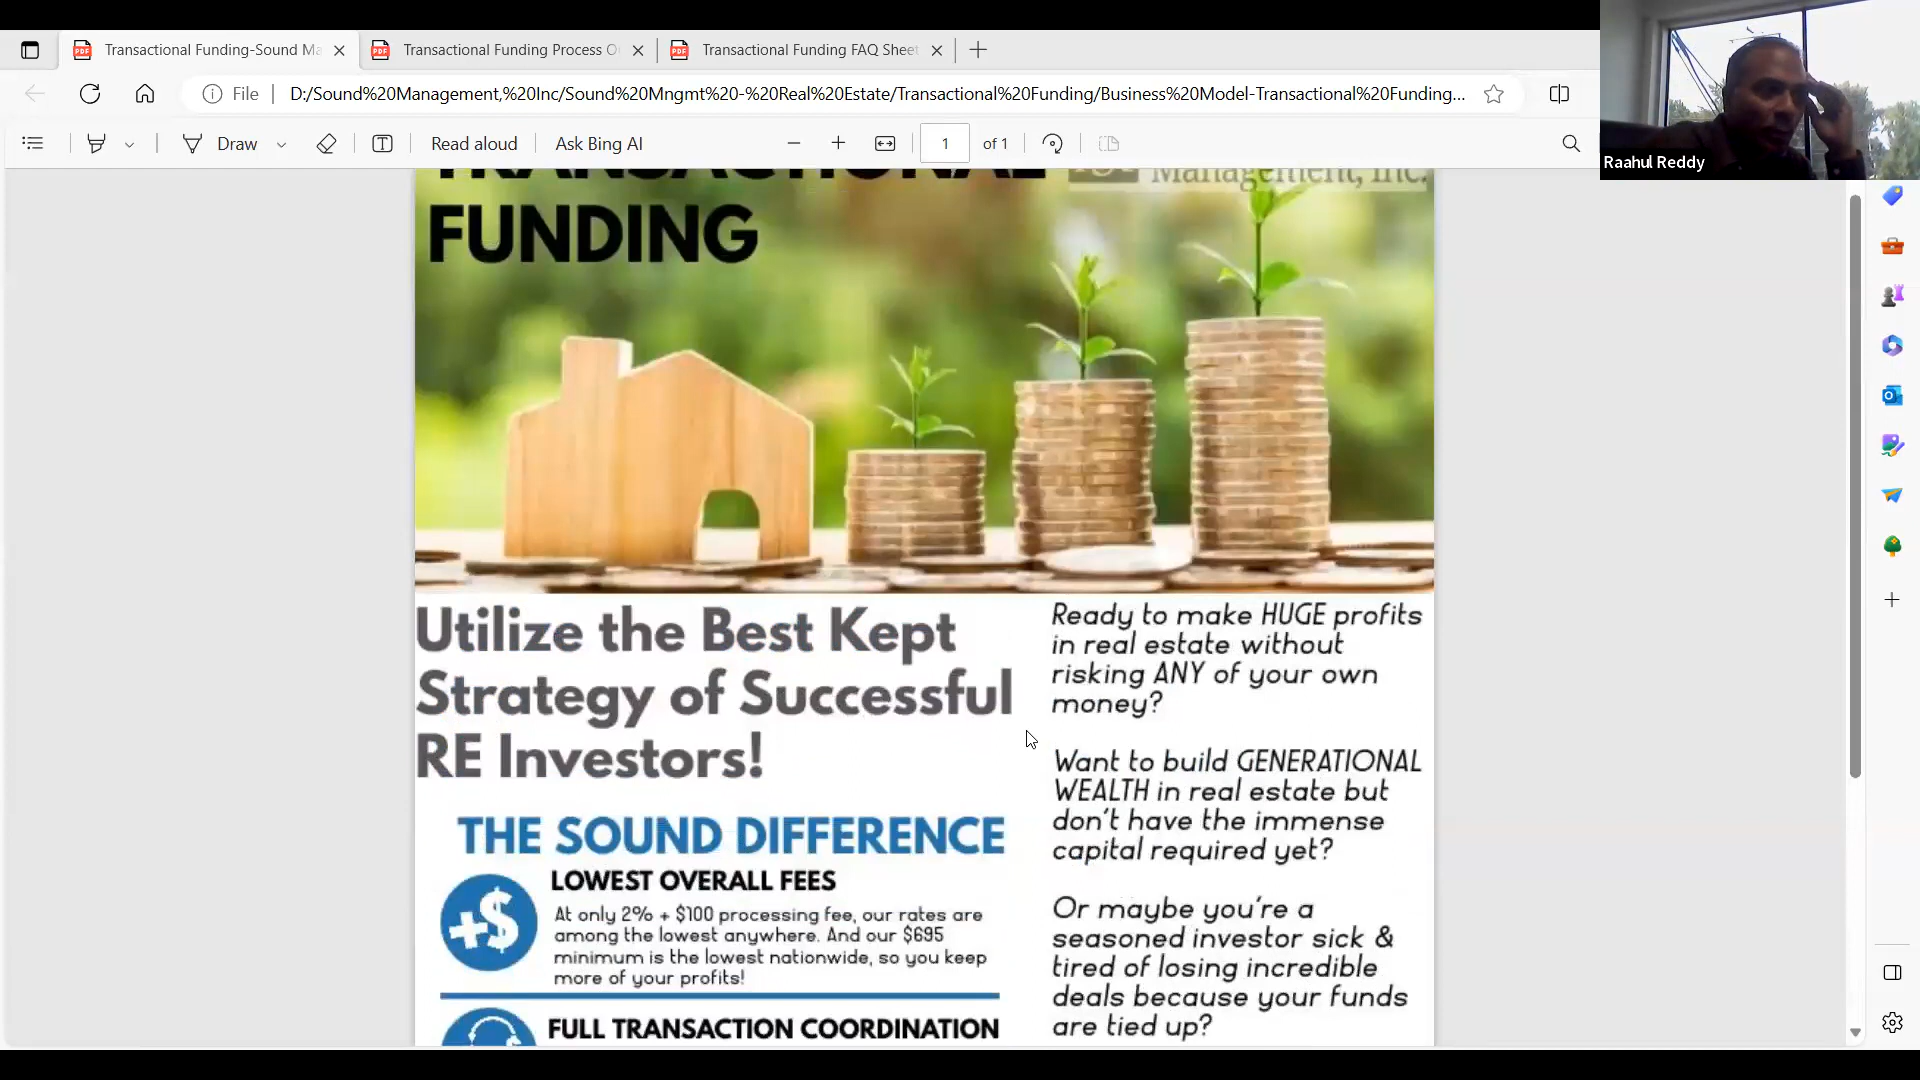 Transactional Funding-Sound Ma
Transactional Funding Process O
Transactional Funding FAQ Sheet
File
D:/Sound%20Management,%20Inc/Sound%20Mngmt%20-%20Real%20Estate/Transactional%20Funding/Business%20Model-Transactional%20Funding...
Draw
Read aloud
Ask Bing AI
1
of 1
Raahul Reddy
TRANSACTIONAL
Management, Inc.
FUNDING
Utilize the Best Kept
Strategy of Successful
RE Investors!
THE SOUND DIFFERENCE
LOWEST OVERALL FEES
At only 2% + $100 processing fee, our rates are
among the lowest anywhere. And our $695
minimum is the lowest nationwide, so you keep
more of your profits!
FULL TRANSACTION COORDINATION
Ready to make HUGE profits
in real estate without
risking ANY of your own
money?
Want to build GENERATIONAL
WEALTH in real estate but
don't have the immense
capital required yet?
Or maybe you're a
seasoned investor sick &
tired of losing incredible
deals because your funds
are tied up?